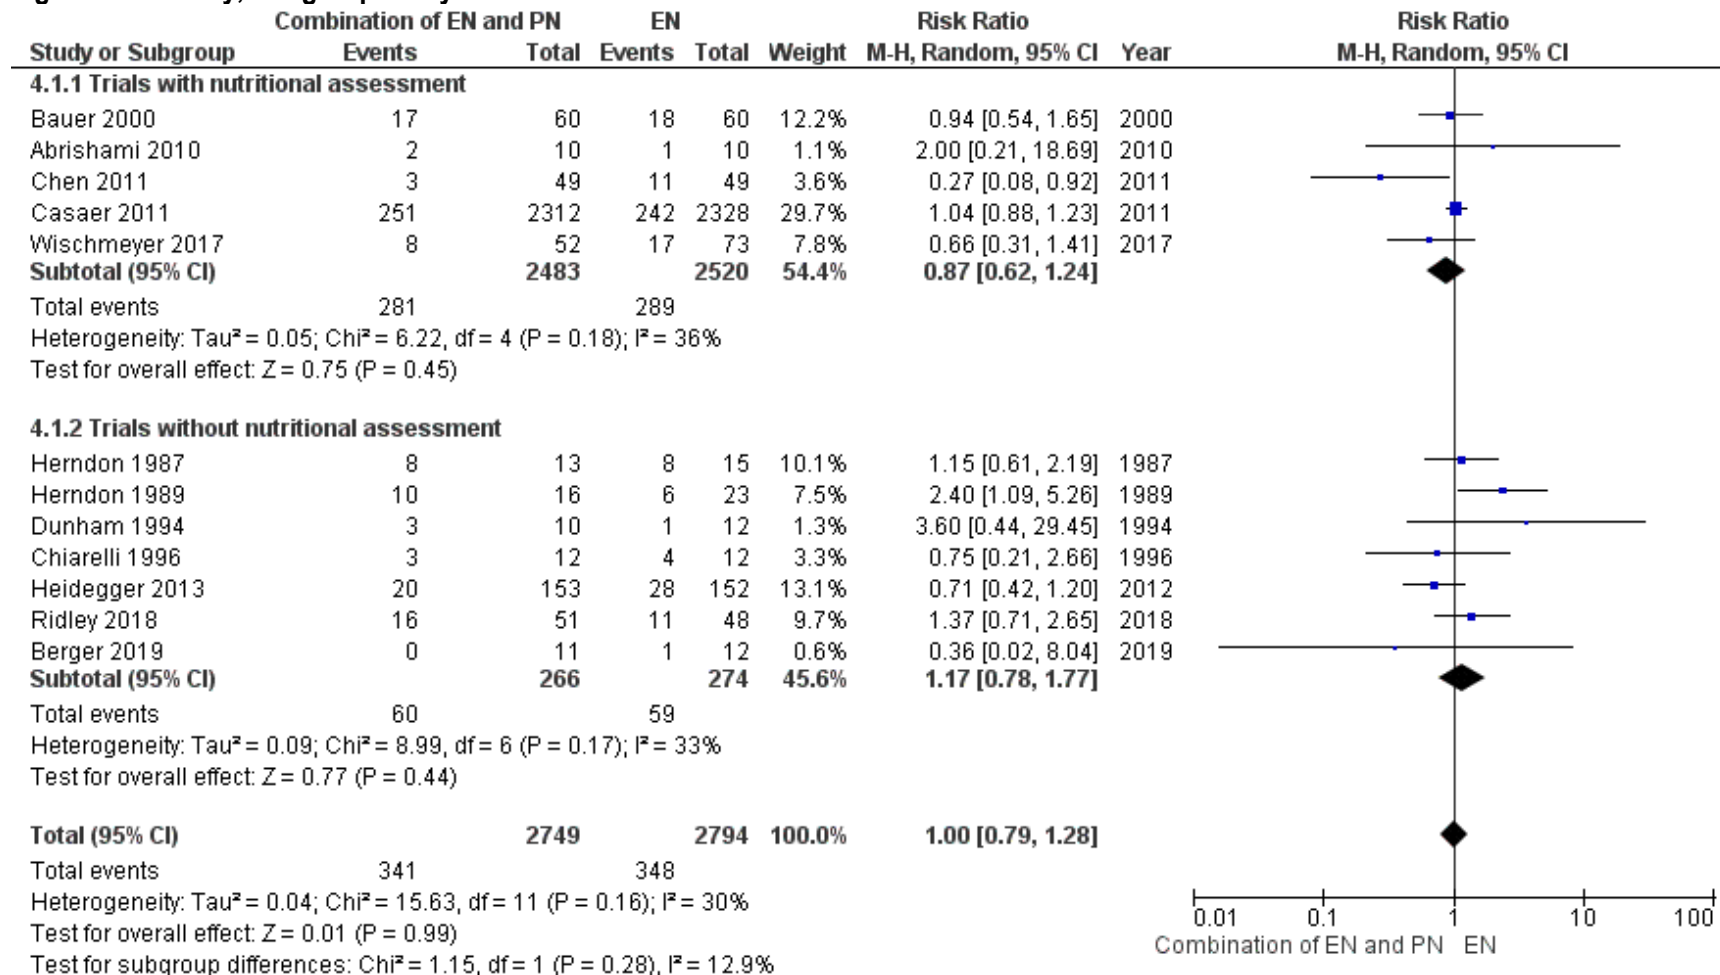 Combination of EN and PN EN Risk Ratio Risk Ratio
Study or Subgroup Events Total Events Total Weight M-H, Random, 95% CI Year M-H, Random, 95% CI
4.1.1 Trials with nutritional assessment
Bauer 2000 17 60 18 60 12.2% 0.94 [0.54, 1.65] 2000
Abrishami 2010 2 10 1 10 1.1% 2.00 [0.21, 18.69] 2010
Chen 2011 3 49 11 49 3.6% 0.27 [0.08, 0.92] 2011
Casaer 2011 251 2312 242 2328 29.7% 1.04 [0.88, 1.23] 2011
Wischmeyer 2017 8 52 17 73 7.8% 0.66 [0.31, 1.41] 2017
Subtotal (95% CI) 2483 2520 54.4% 0.87 [0.62, 1.24]
Total events 281 289
Heterogeneity: Tau² = 0.05; Chi² = 6.22, df = 4 (P = 0.18); I² = 36%
Test for overall effect: Z = 0.75 (P = 0.45)
4.1.2 Trials without nutritional assessment
Herndon 1987 8 13 8 15 10.1% 1.15 [0.61, 2.19] 1987
Herndon 1989 10 16 6 23 7.5% 2.40 [1.09, 5.26] 1989
Dunham 1994 3 10 1 12 1.3% 3.60 [0.44, 29.45] 1994
Chiarelli 1996 3 12 4 12 3.3% 0.75 [0.21, 2.66] 1996
Heidegger 2013 20 153 28 152 13.1% 0.71 [0.42, 1.20] 2012
Ridley 2018 16 51 11 48 9.7% 1.37 [0.71, 2.65] 2018
Berger 2019 0 11 1 12 0.6% 0.36 [0.02, 8.04] 2019
Subtotal (95% CI) 266 274 45.6% 1.17 [0.78, 1.77]
Total events 60 59
Heterogeneity: Tau² = 0.09; Chi² = 8.99, df = 6 (P = 0.17); I² = 33%
Test for overall effect: Z = 0.77 (P = 0.44)
Total (95% CI) 2749 2794 100.0% 1.00 [0.79, 1.28]
Total events 341 348
Heterogeneity: Tau² = 0.04; Chi² = 15.63, df = 11 (P = 0.16); I² = 30%
Test for overall effect: Z = 0.01 (P = 0.99)
Test for subgroup differences: Chi² = 1.15, df = 1 (P = 0.28), I² = 12.9%
0.01 0.1 1 10 100
Combination of EN and PN EN